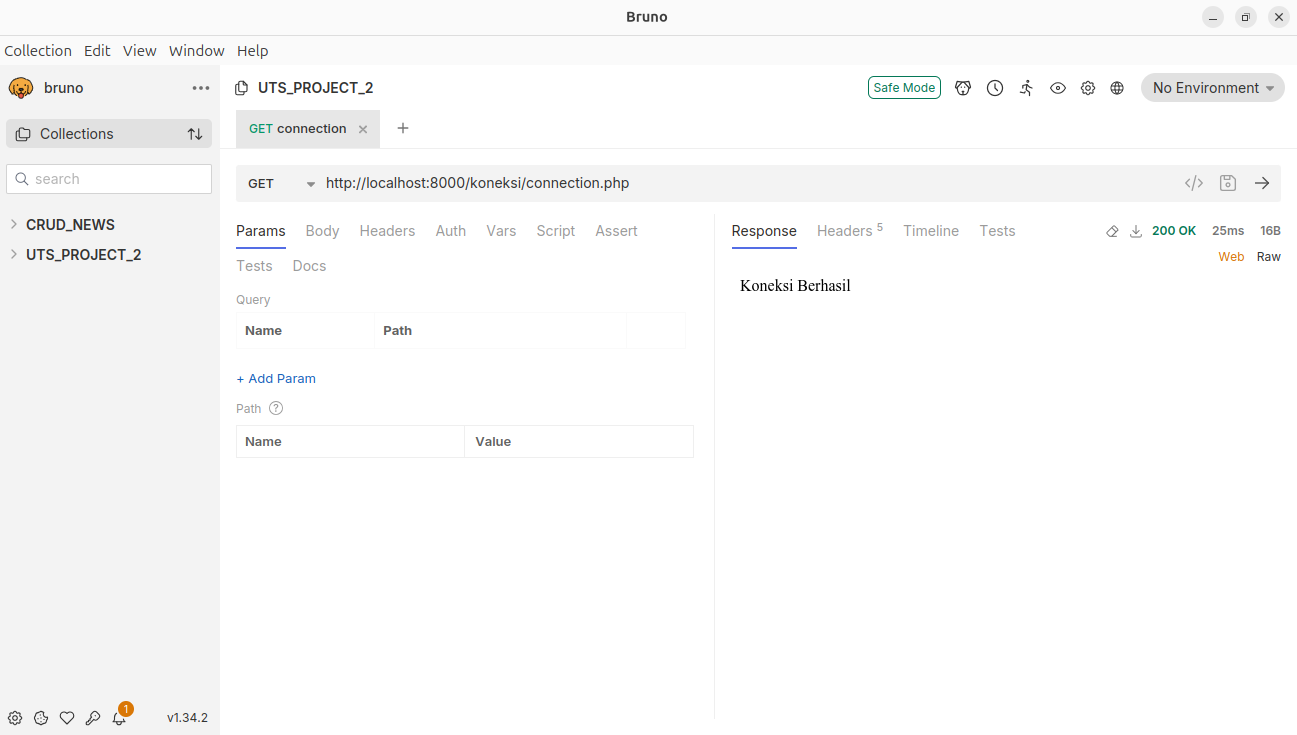 Bruno
Collection Edit View Window Help
bruno
UTS_PROJECT_2
Safe Mode
No Environment
Collections
GET connection
search
GET
http://localhost:8000/koneksi/connection.php
CRUD_NEWS
UTS_PROJECT_2
Params Body Headers Auth Vars Script Assert
Tests Docs
Response Headers 5 Timeline Tests
200 OK 25ms 16B
Web Raw
Query
Name Path
+ Add Param
Path ?
Name Value
Koneksi Berhasil
1
v1.34.2